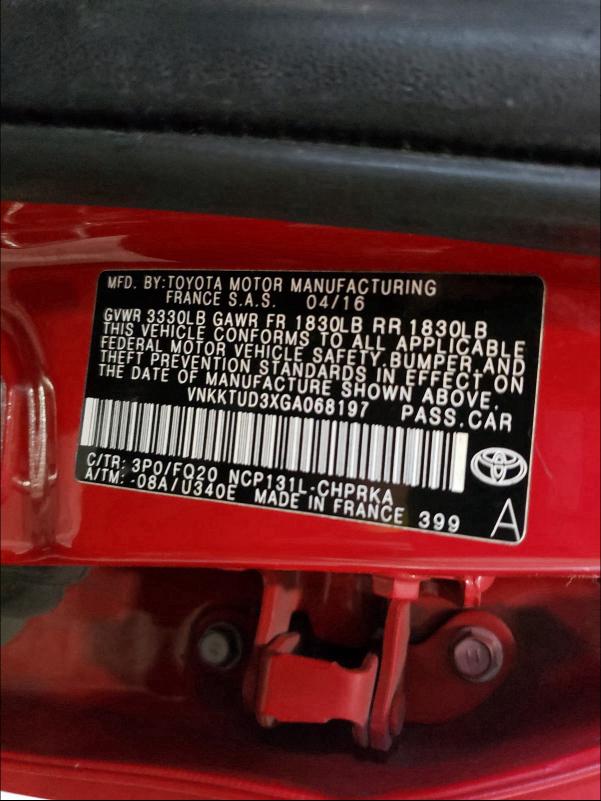 MFD. BY:TOYOTA MOTOR MANUFACTURING
FRANCE S.A.S. 04/16
GVWR 3330LB GAWR FR 1830LB RR 1830LB
THIS VEHICLE CONFORMS TO ALL APPLICABLE
FEDERAL MOTOR VEHICLE SAFETY, BUMPER, AND
THEFT PREVENTION STANDARDS IN EFFECT ON
THE DATE OF MANUFACTURE SHOWN ABOVE.
VNKKTUD3XGA068197 PASS.CAR
C/TR: 3P0/FQ20 NCP131L-CHPRKA
A/TM: -08A/U340E MADE IN FRANCE 399
A